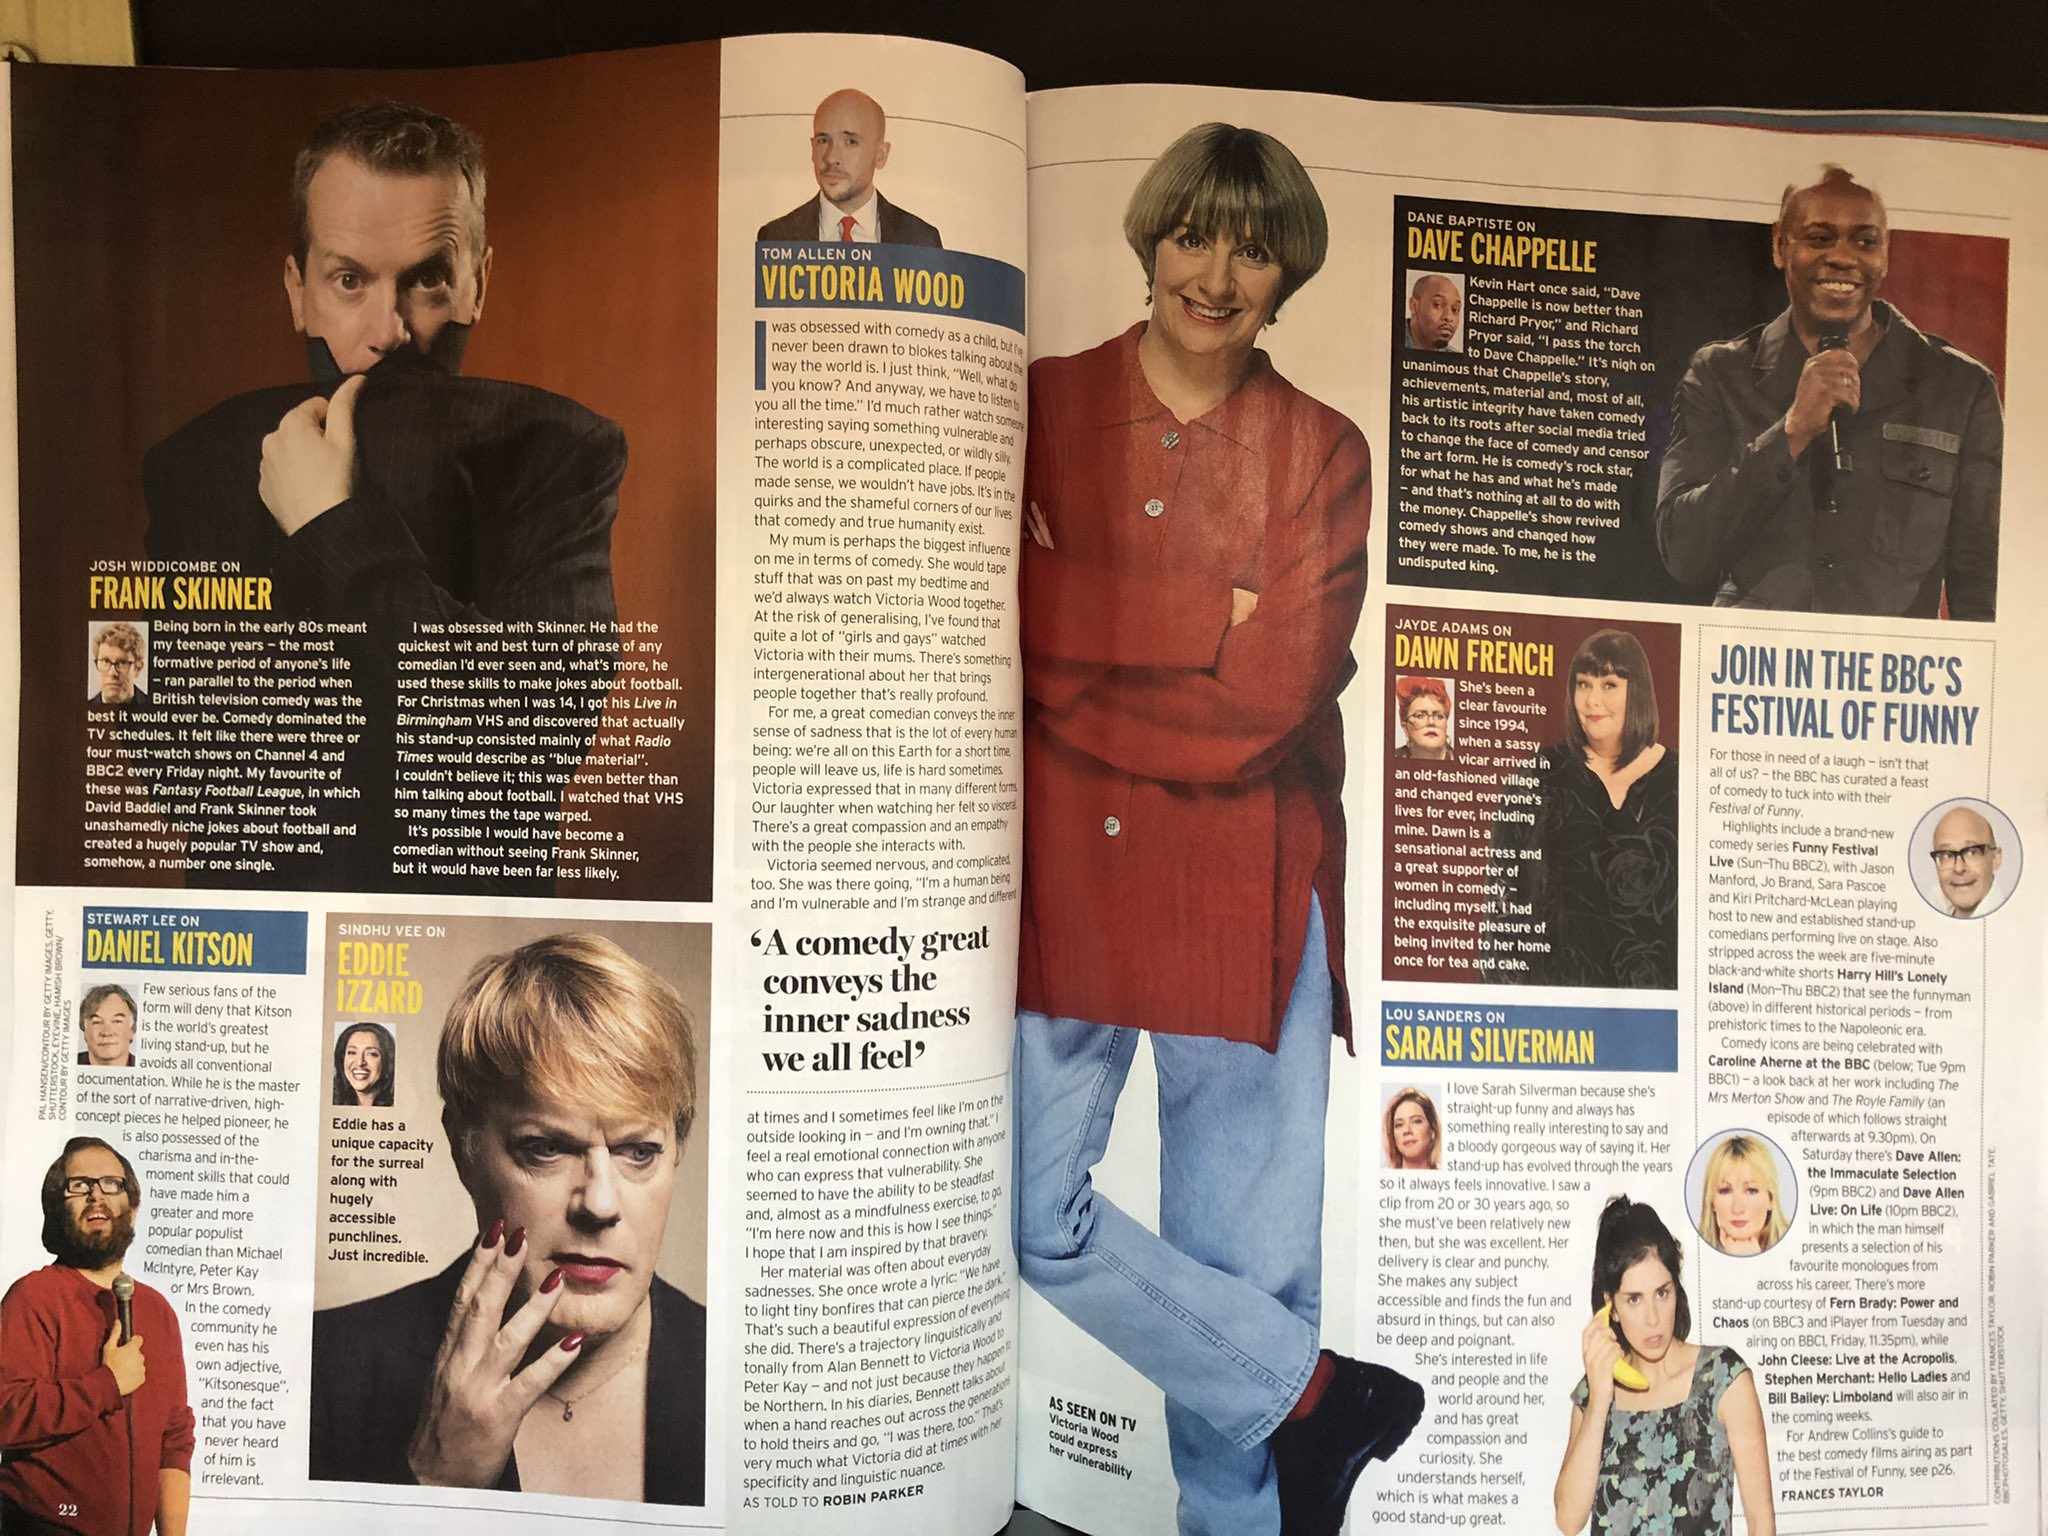 JOSH WIDDICOMBE ON
FRANK SKINNER
Being born in the early 80s meant
my teenage years – the most
formative period of anyone's life
– ran parallel to the period when
British television comedy was the
best it would ever be. Comedy dominated the
TV schedules. It felt like there were three or
four must-watch shows on Channel 4 and
BBC2 every Friday night. My favourite of
these was Fantasy Football League, in which
David Baddiel and Frank Skinner took
unashamedly niche jokes about football and
created a hugely popular TV show and,
somehow, a number one single.
I was obsessed with Skinner. He had the
quickest wit and best turn of phrase of any
comedian I'd ever seen and, what's more, he
used these skills to make jokes about football.
For Christmas when I was 14, I got his Live in
Birmingham VHS and discovered that actually
his stand-up consisted mainly of what Radio
Times would describe as "blue material".
I couldn't believe it; this was even better than
him talking about football. I watched that VHS
so many times the tape warped.
It's possible I would have become a
comedian without seeing Frank Skinner,
but it would have been far less likely.
PAL HANSEN/CONTOUR BY GETTY IMAGES, GETTY,
SHUTTERSTOCK, EYEVINE, HAMISH BROWN/
CONTOUR BY GETTY IMAGES
STEWART LEE ON
DANIEL KITSON
Few serious fans of the
form will deny that Kitson
is the world's greatest
living stand-up, but he
avoids all conventional
documentation. While he is the master
of the sort of narrative-driven, high-
concept pieces he helped pioneer, he
is also possessed of the
charisma and in-the-
moment skills that could
have made him a
greater and more
popular populist
comedian than Michael
McIntyre, Peter Kay
or Mrs Brown.
In the comedy
community he
even has his
own adjective,
"Kitsonesque",
and the fact
that you have
never heard
of him is
irrelevant.
22
SINDHU VEE ON
EDDIE
IZZARD
Eddie has a
unique capacity
for the surreal
along with
hugely
accessible
punchlines.
Just incredible.
TOM ALLEN ON
VICTORIA WOOD
I was obsessed with comedy as a child, but I've
never been drawn to blokes talking about the
way the world is. I just think, "Well, what do
you know? And anyway, we have to listen to
you all the time." I'd much rather watch someone
interesting saying something vulnerable and
perhaps obscure, unexpected, or wildly silly.
The world is a complicated place. If people
made sense, we wouldn't have jobs. It's in the
quirks and the shameful corners of our lives
that comedy and true humanity exist.
My mum is perhaps the biggest influence
on me in terms of comedy. She would tape
stuff that was on past my bedtime and
we'd always watch Victoria Wood together.
At the risk of generalising, I've found that
quite a lot of "girls and gays" watched
Victoria with their mums. There's something
intergenerational about her that brings
people together that's really profound.
For me, a great comedian conveys the inner
sense of sadness that is the lot of every human
being: we're all on this Earth for a short time,
people will leave us, life is hard sometimes.
Victoria expressed that in many different forms.
Our laughter when watching her felt so visceral.
There's a great compassion and an empathy
with the people she interacts with.
Victoria seemed nervous, and complicated,
too. She was there going, "I'm a human being
and I'm vulnerable and I'm strange and different
'A comedy great
conveys the
inner sadness
we all feel'
at times and I sometimes feel like I'm on the
outside looking in – and I'm owning that." I
feel a real emotional connection with anyone
who can express that vulnerability. She
seemed to have the ability to be steadfast
and, almost as a mindfulness exercise, to go,
"I'm here now and this is how I see things."
I hope that I am inspired by that bravery.
Her material was often about everyday
sadnesses. She once wrote a lyric: "We have
to light tiny bonfires that can pierce the dark."
That's such a beautiful expression of everything
she did. There's a trajectory linguistically and
tonally from Alan Bennett to Victoria Wood to
Peter Kay – and not just because they happen to
be Northern. In his diaries, Bennett talks about
when a hand reaches out across the generations
to hold theirs and go, "I was there, too." That's
very much what Victoria did at times with her
specificity and linguistic nuance.
AS TOLD TO ROBIN PARKER
AS SEEN ON TV
Victoria Wood
could express
her vulnerability
DANE BAPTISTE ON
DAVE CHAPPELLE
Kevin Hart once said, "Dave
Chappelle is now better than
Richard Pryor," and Richard
Pryor said, "I pass the torch
to Dave Chappelle." It's nigh on
unanimous that Chappelle's story,
achievements, material and, most of all,
his artistic integrity have taken comedy
back to its roots after social media tried
to change the face of comedy and censor
the art form. He is comedy's rock star,
for what he has and what he's made
– and that's nothing at all to do with
the money. Chappelle's show revived
comedy shows and changed how
they were made. To me, he is the
undisputed king.
JAYDE ADAMS ON
DAWN FRENCH
She's been a
clear favourite
since 1994,
when a sassy
vicar arrived in
an old-fashioned village
and changed everyone's
lives for ever, including
mine. Dawn is a
sensational actress and
a great supporter of
women in comedy –
including myself. I had
the exquisite pleasure of
being invited to her home
once for tea and cake.
LOU SANDERS ON
SARAH SILVERMAN
I love Sarah Silverman because she's
straight-up funny and always has
something really interesting to say and
a bloody gorgeous way of saying it. Her
stand-up has evolved through the years
so it always feels innovative. I saw a
clip from 20 or 30 years ago, so
she must've been relatively new
then, but she was excellent. Her
delivery is clear and punchy.
She makes any subject
accessible and finds the fun and
absurd in things, but can also
be deep and poignant.
She's interested in life
and people and the
world around her,
and has great
compassion and
curiosity. She
understands herself,
which is what makes a
good stand-up great.
JOIN IN THE BBC'S
FESTIVAL OF FUNNY
For those in need of a laugh – isn't that
all of us? – the BBC has curated a feast
of comedy to tuck into with their
Festival of Funny.
Highlights include a brand-new
comedy series Funny Festival
Live (Sun–Thu BBC2), with Jason
Manford, Jo Brand, Sara Pascoe
and Kiri Pritchard-McLean playing
host to new and established stand-up
comedians performing live on stage. Also
stripped across the week are five-minute
black-and-white shorts Harry Hill's Lonely
Island (Mon–Thu BBC2) that see the funnyman
(above) in different historical periods – from
prehistoric times to the Napoleonic era.
Comedy icons are being celebrated with
Caroline Aherne at the BBC (below; Tue 9pm
BBC1) – a look back at her work including The
Mrs Merton Show and The Royle Family (an
episode of which follows straight
afterwards at 9.30pm). On
Saturday there's Dave Allen:
the Immaculate Selection
(9pm BBC2) and Dave Allen
Live: On Life (10pm BBC2),
in which the man himself
presents a selection of his
favourite monologues from
across his career. There's more
stand-up courtesy of Fern Brady: Power and
Chaos (on BBC3 and iPlayer from Tuesday and
airing on BBC1, Friday, 11.35pm), while
John Cleese: Live at the Acropolis,
Stephen Merchant: Hello Ladies and
Bill Bailey: Limboland will also air in
the coming weeks.
For Andrew Collins's guide to
the best comedy films airing as part
of the Festival of Funny, see p26.
FRANCES TAYLOR
CONTRIBUTIONS COLLATED BY FRANCES TAYLOR, ROBIN PARKER AND GABRIEL TATE.
BBC PHOTOSALES, GETTY, SHUTTERSTOCK